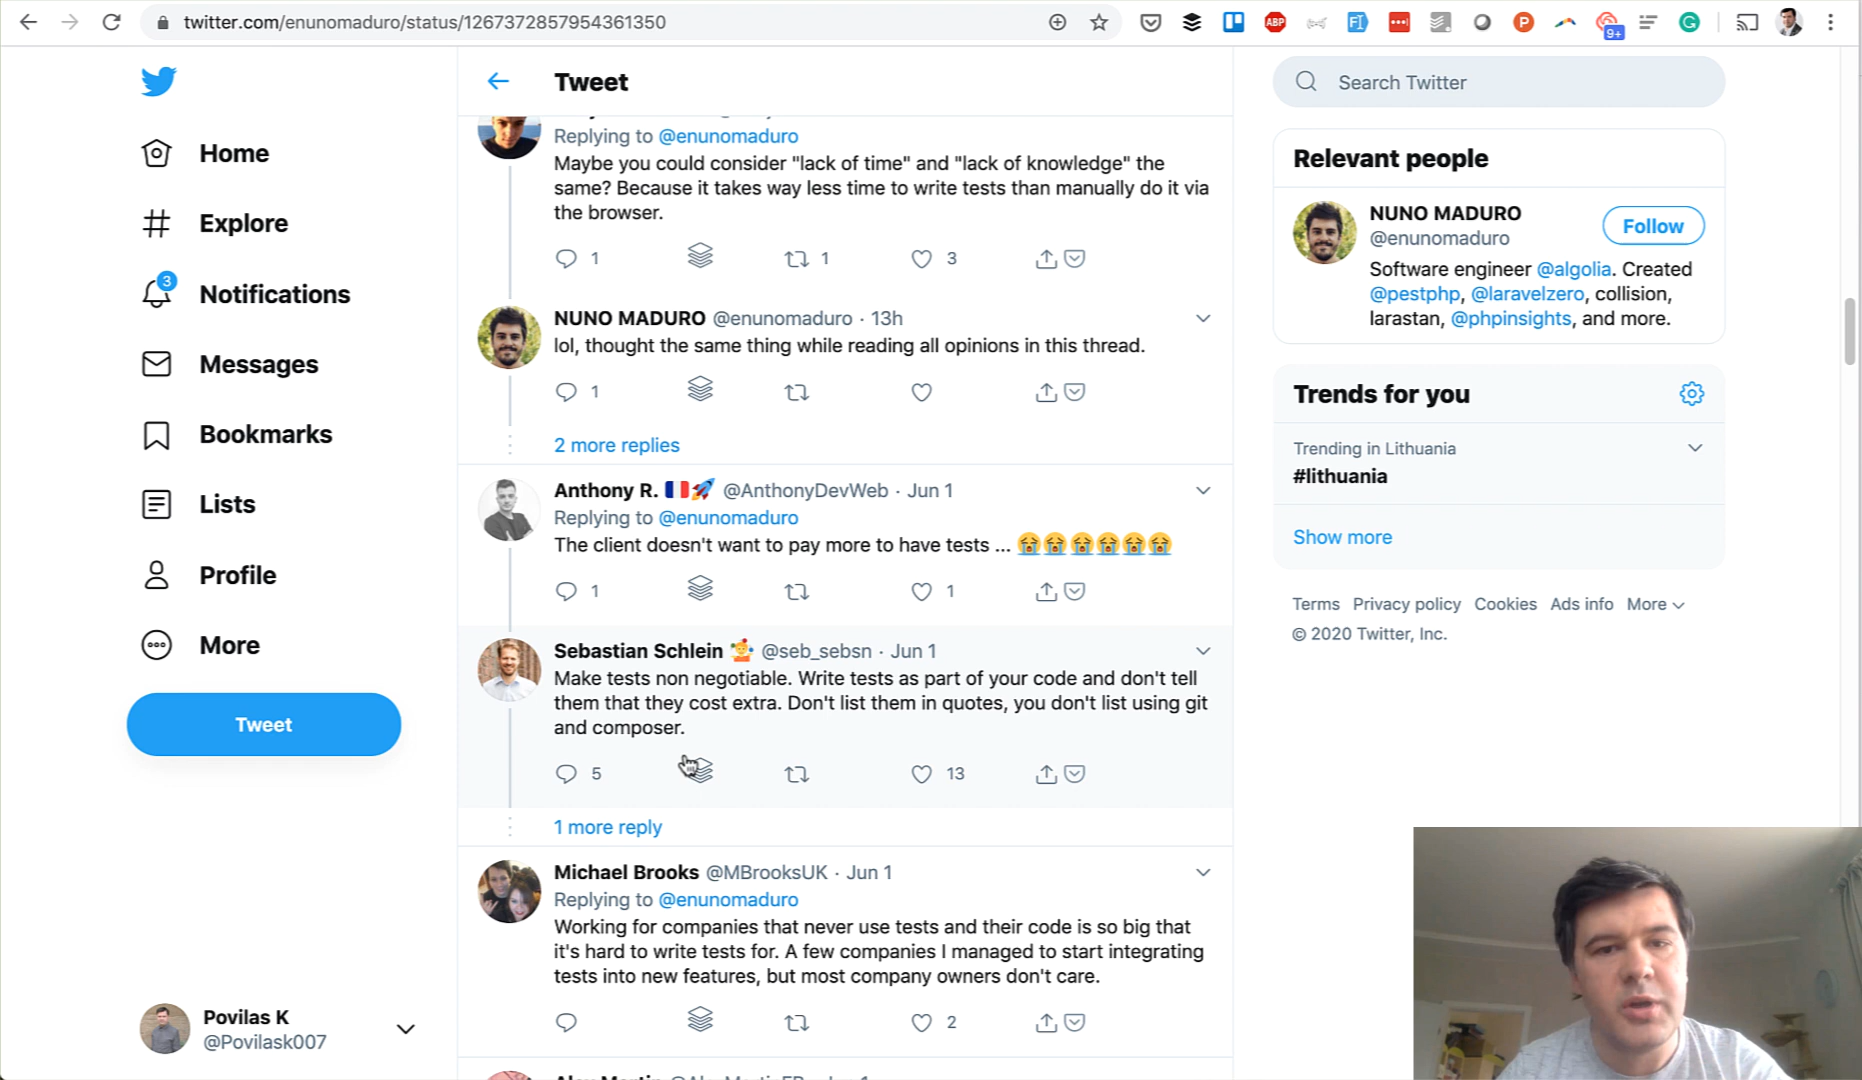 twitter.com/enunomaduro/status/1267372857954361350
ABP
FI
P
9+
G
Tweet
Search Twitter
Home
Explore
3
Notifications
Messages
Bookmarks
Lists
Profile
More
Tweet
Povilas K
@Povilask007
Replying to @enunomaduro
Maybe you could consider "lack of time" and "lack of knowledge" the
same? Because it takes way less time to write tests than manually do it via
the browser.
1 1 3
NUNO MADURO @enunomaduro · 13h
lol, thought the same thing while reading all opinions in this thread.
1
2 more replies
Anthony R. 🇫🇷🚀 @AnthonyDevWeb · Jun 1
Replying to @enunomaduro
The client doesn't want to pay more to have tests ... 😭😭😭😭😭😭
1 1
Sebastian Schlein 🤹 @seb_sebsn · Jun 1
Make tests non negotiable. Write tests as part of your code and don't tell
them that they cost extra. Don't list them in quotes, you don't list using git
and composer.
5 13
1 more reply
Michael Brooks @MBrooksUK · Jun 1
Replying to @enunomaduro
Working for companies that never use tests and their code is so big that
it's hard to write tests for. A few companies I managed to start integrating
tests into new features, but most company owners don't care.
2
Relevant people
NUNO MADURO
@enunomaduro
Follow
Software engineer @algolia. Created
@pestphp, @laravelzero, collision,
larastan, @phpinsights, and more.
Trends for you
Trending in Lithuania
#lithuania
Show more
Terms Privacy policy Cookies Ads info More
© 2020 Twitter, Inc.